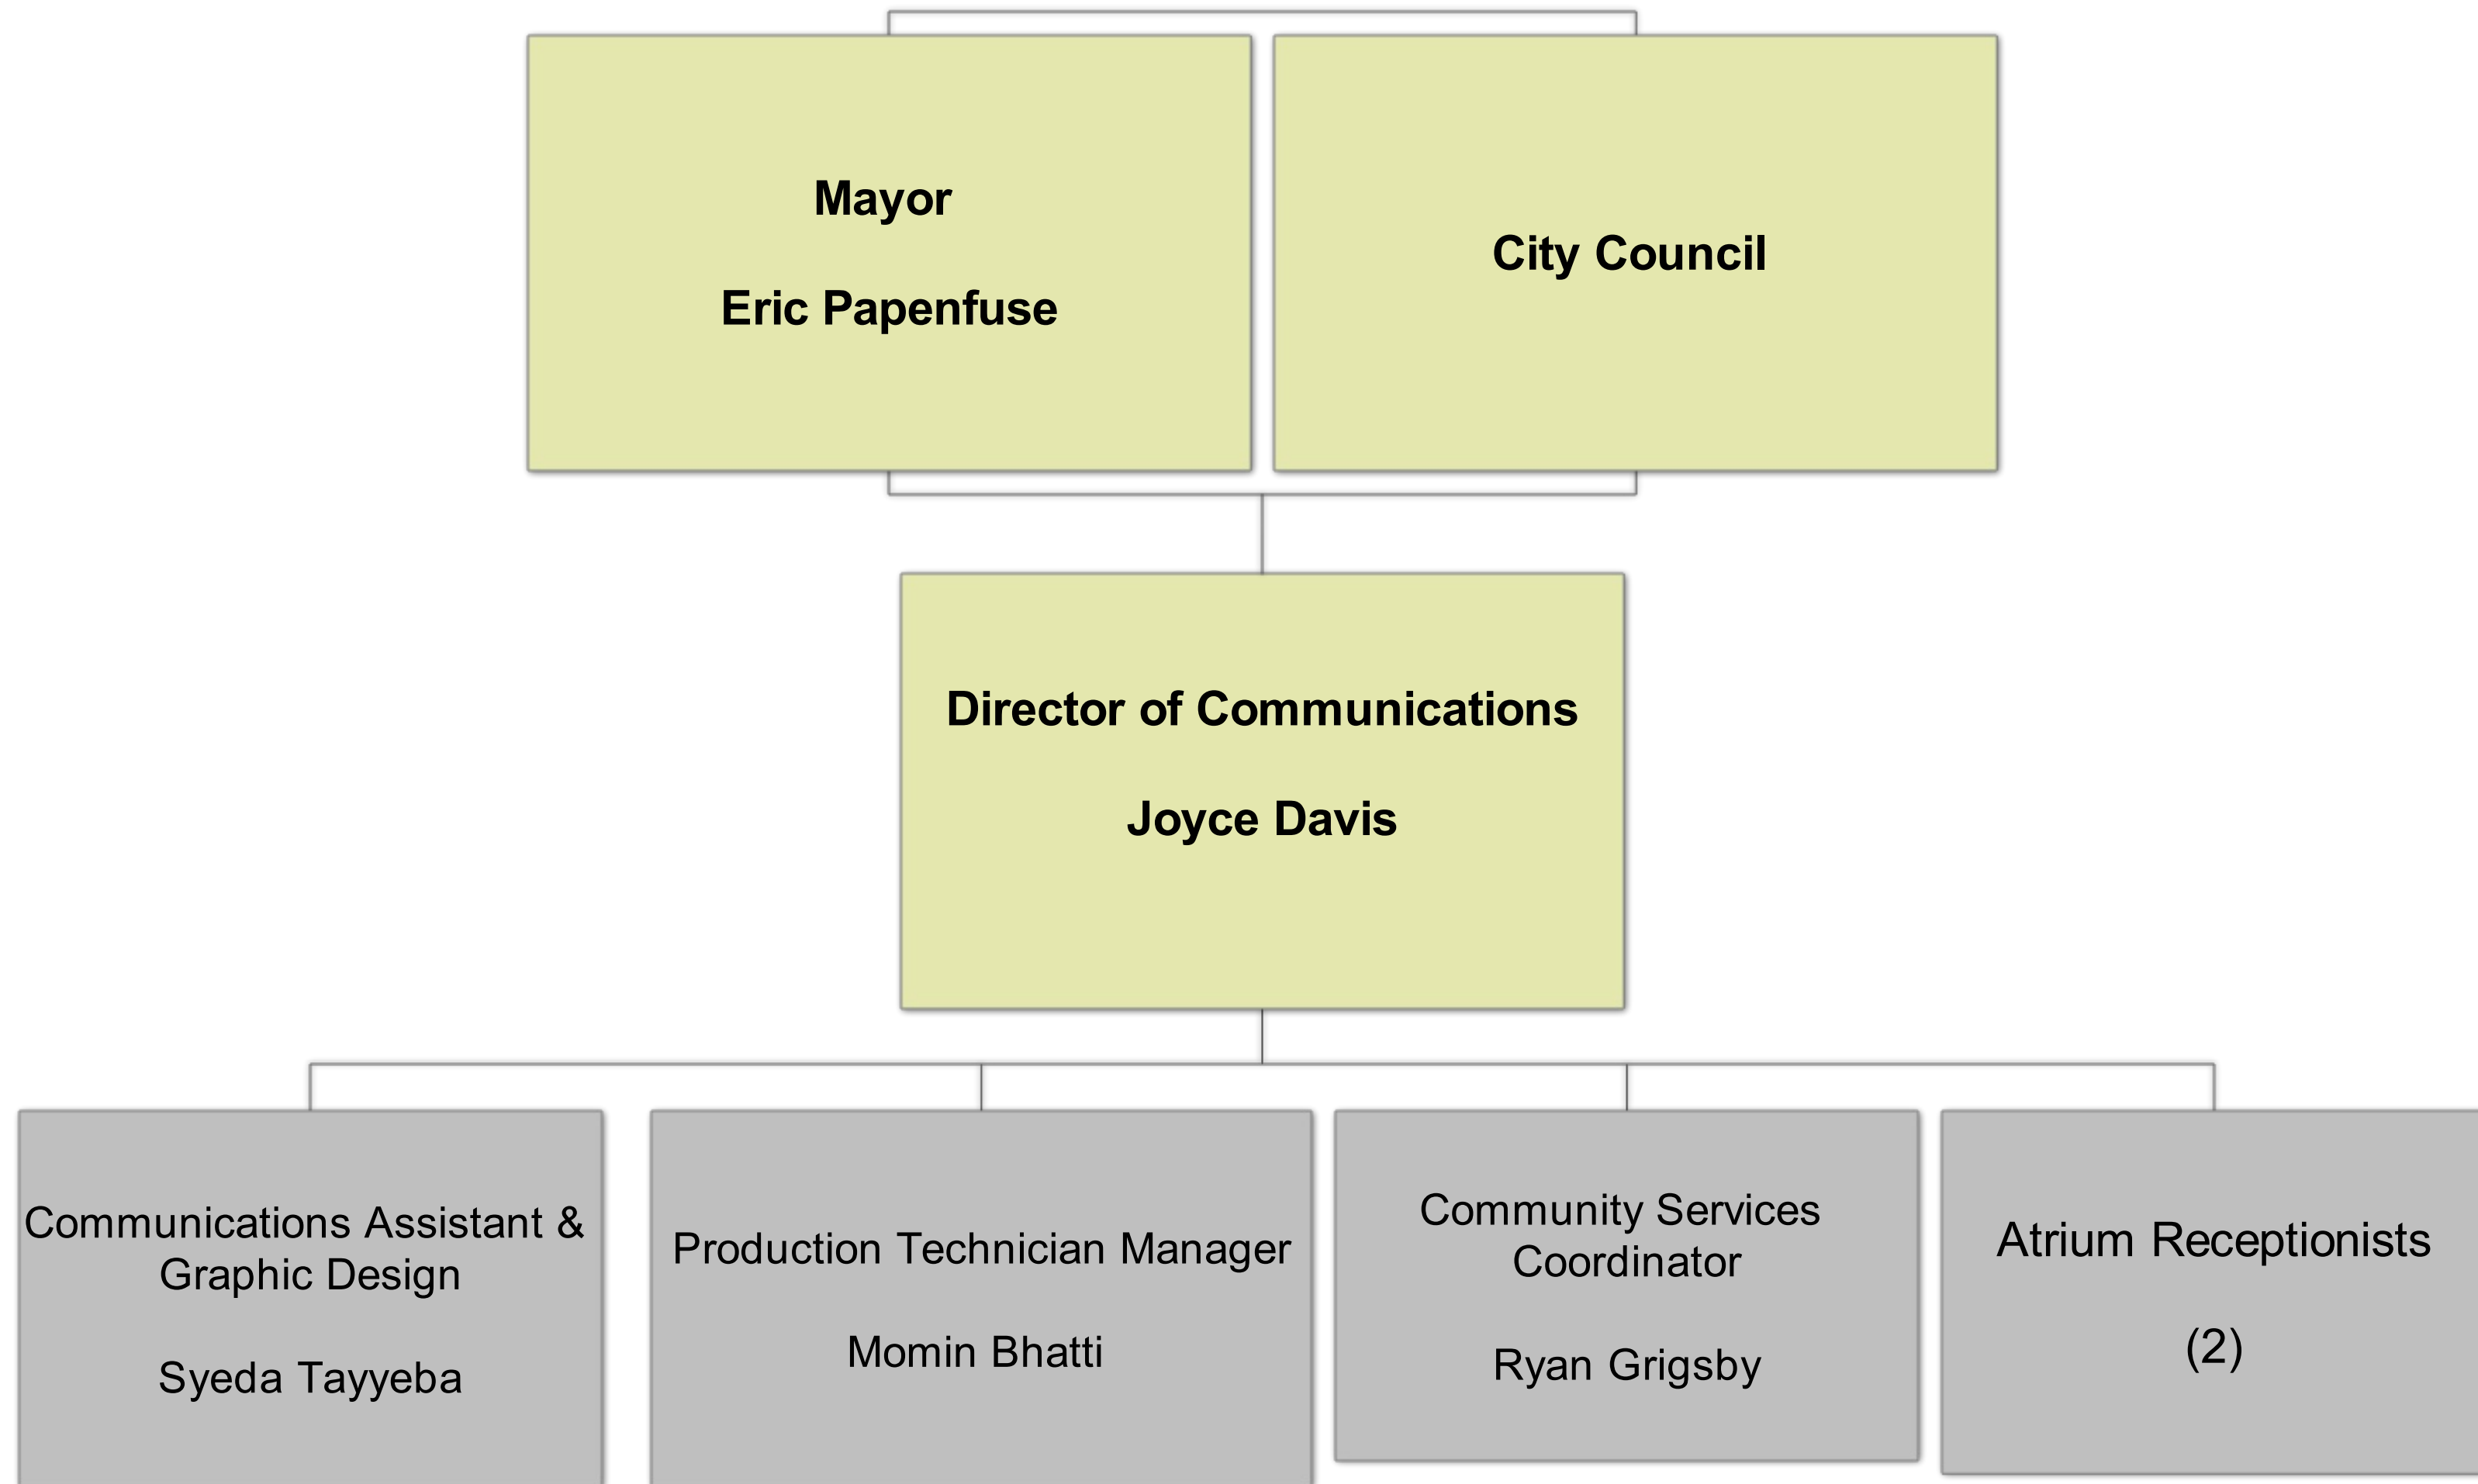 Mayor
Eric Papenfuse
City Council
Director of Communications
Joyce Davis
Communications Assistant &
Graphic Design
Syeda Tayyeba
Production Technician Manager
Momin Bhatti
Community Services
Coordinator
Ryan Grigsby
Atrium Receptionists
(2)